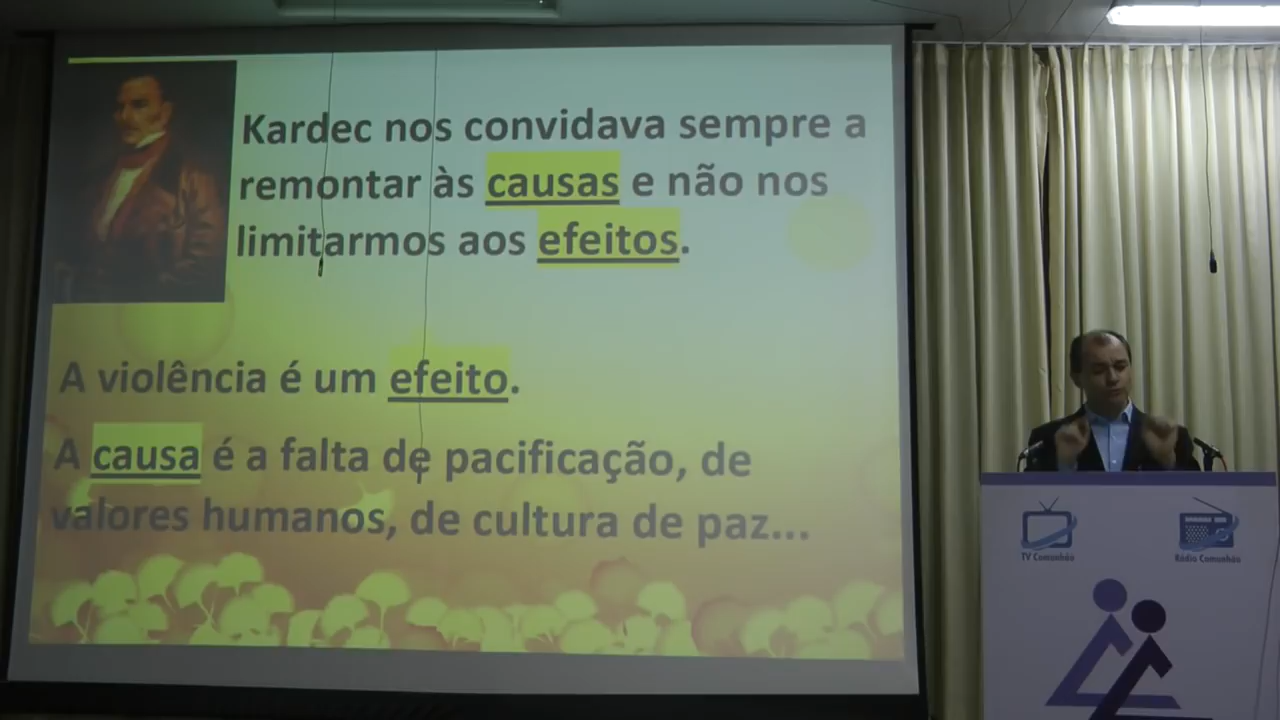 Kardec nos convidava sempre a
remontar às causas e não nos
limitarmos aos efeitos.
A violência é um efeito.
A causa é a falta de pacificação, de
valores humanos, de cultura de paz...
TV Comunhão
Rádio Comunhão